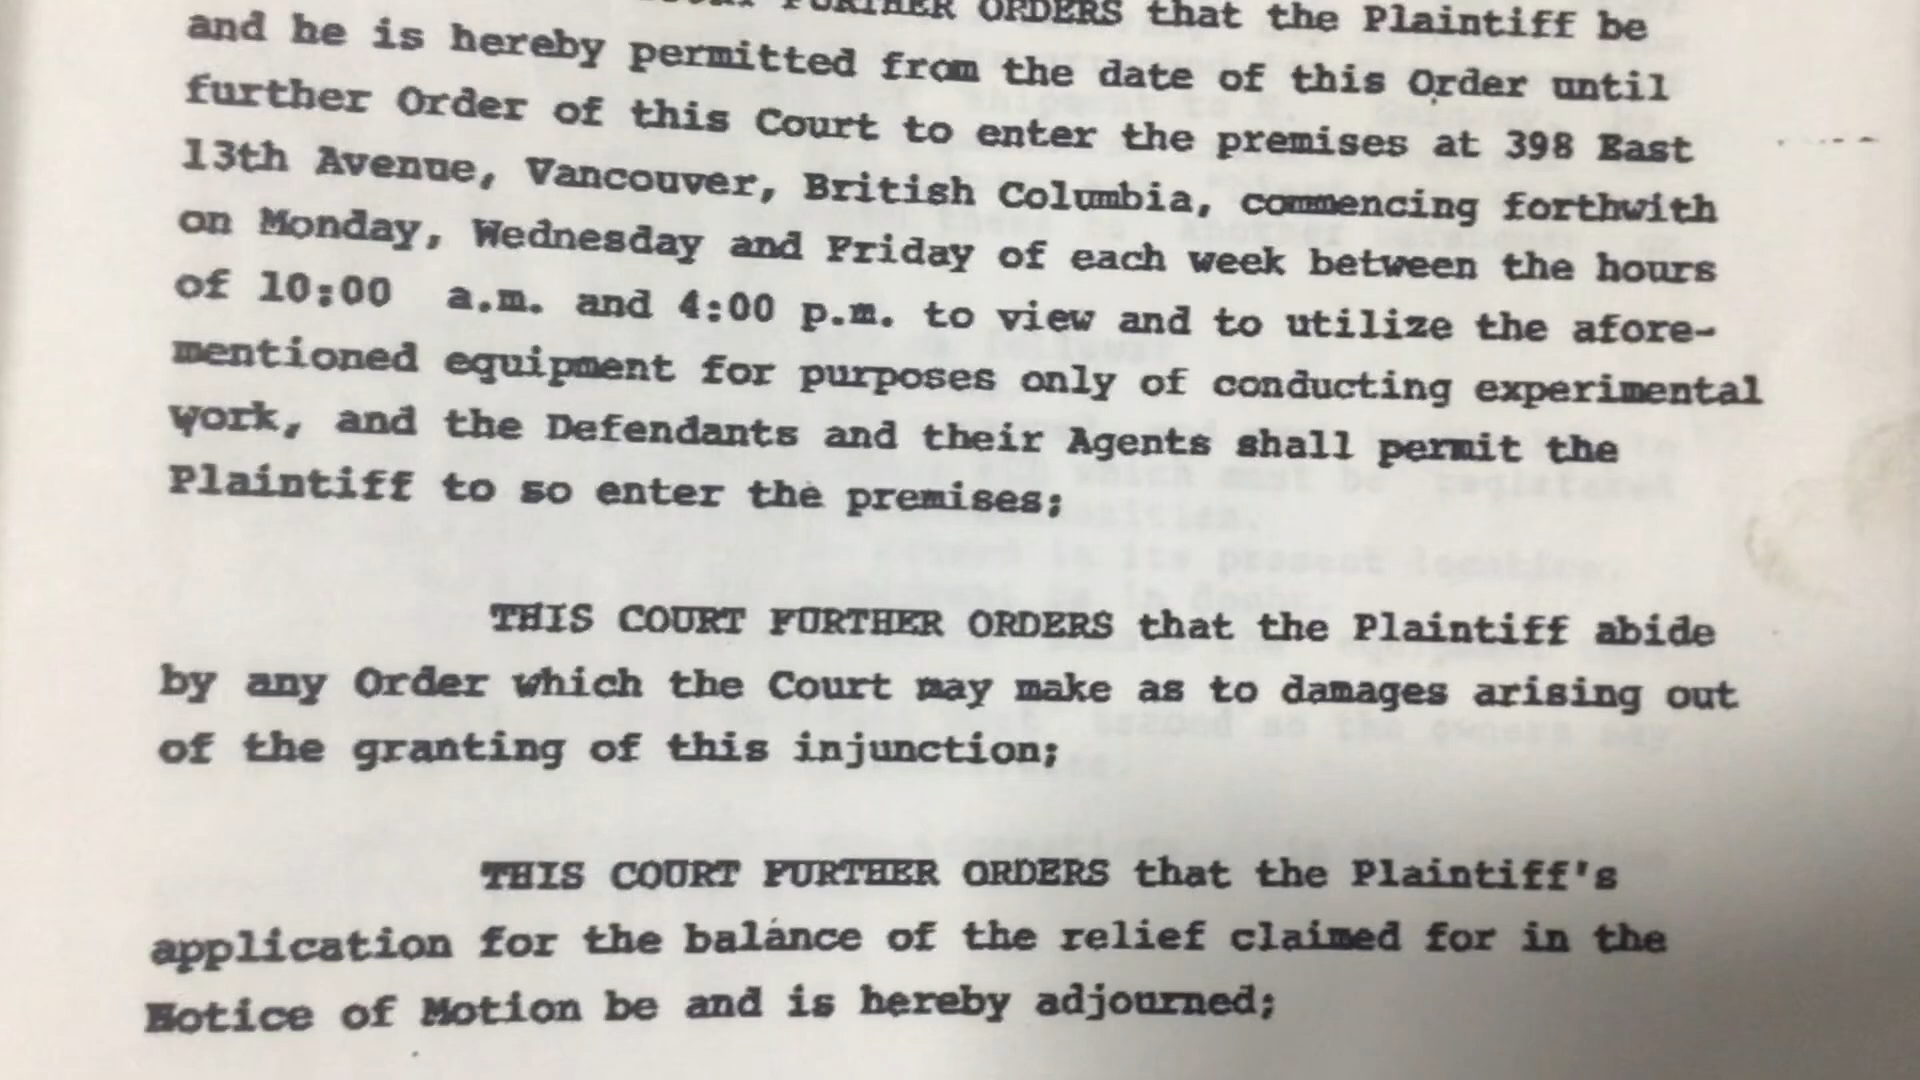 FURTHER ORDERS that the Plaintiff be
and he is hereby permitted from the date of this Order until
further Order of this Court to enter the premises at 398 East
13th Avenue, Vancouver, British Columbia, commencing forthwith
on Monday, Wednesday and Friday of each week between the hours
of 10:00 a.m. and 4:00 p.m. to view and to utilize the afore-
mentioned equipment for purposes only of conducting experimental
work, and the Defendants and their Agents shall permit the
Plaintiff to so enter the premises;
THIS COURT FURTHER ORDERS that the Plaintiff abide
by any Order which the Court may make as to damages arising out
of the granting of this injunction;
THIS COURT FURTHER ORDERS that the Plaintiff's
application for the balance of the relief claimed for in the
Notice of Motion be and is hereby adjourned;